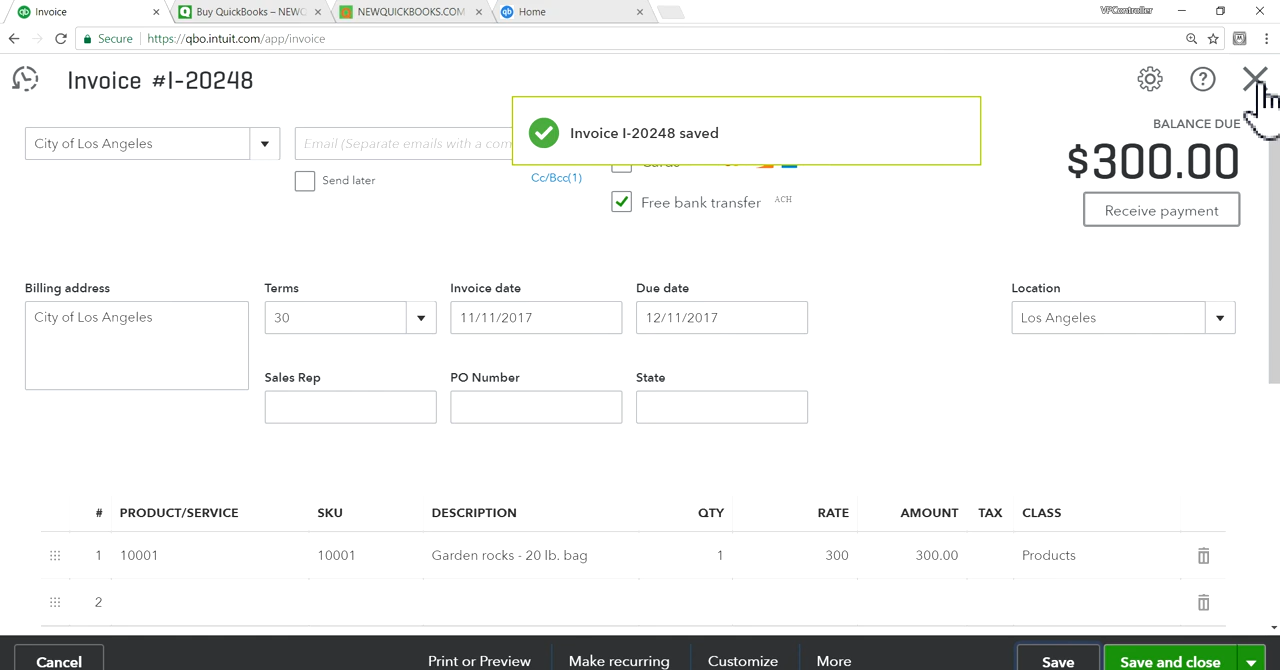 Invoice
Buy QuickBooks – NEWQ
NEWQUICKBOOKS.COM
Home
VPController
Secure
https://qbo.intuit.com/app/invoice
Invoice #I-20248
Invoice I-20248 saved
City of Los Angeles
Email (Separate emails with a com
Send later
Cc/Bcc(1)
Free bank transfer ACH
BALANCE DUE
$300.00
Receive payment
Billing address
City of Los Angeles
Terms
30
Invoice date
11/11/2017
Due date
12/11/2017
Location
Los Angeles
Sales Rep
PO Number
State
# PRODUCT/SERVICE SKU DESCRIPTION QTY RATE AMOUNT TAX CLASS
1 10001 10001 Garden rocks - 20 lb. bag 1 300 300.00 Products
2
Cancel Print or Preview Make recurring Customize More Save Save and close